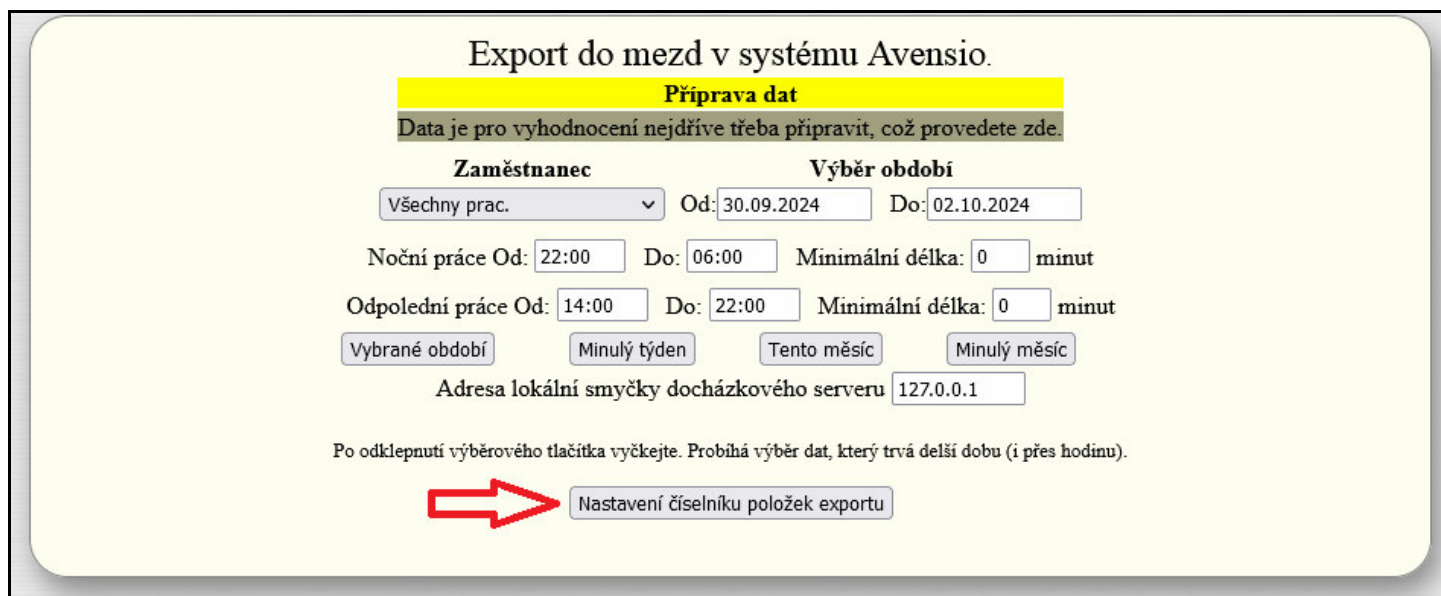 Export do mezd v systému Avensio.
Příprava dat
Data je pro vyhodnocení nejdříve třeba připravit, což provedete zde.
Zaměstnanec Výběr období
Všechny prac. Od: 30.09.2024 Do: 02.10.2024
Noční práce Od: 22:00 Do: 06:00 Minimální délka: 0 minut
Odpolední práce Od: 14:00 Do: 22:00 Minimální délka: 0 minut
Vybrané období Minulý týden Tento měsíc Minulý měsíc
Adresa lokální smyčky docházkového serveru 127.0.0.1
Po odklepnutí výběrového tlačítka vyčkejte. Probíhá výběr dat, který trvá delší dobu (i přes hodinu).
Nastavení číselníku položek exportu